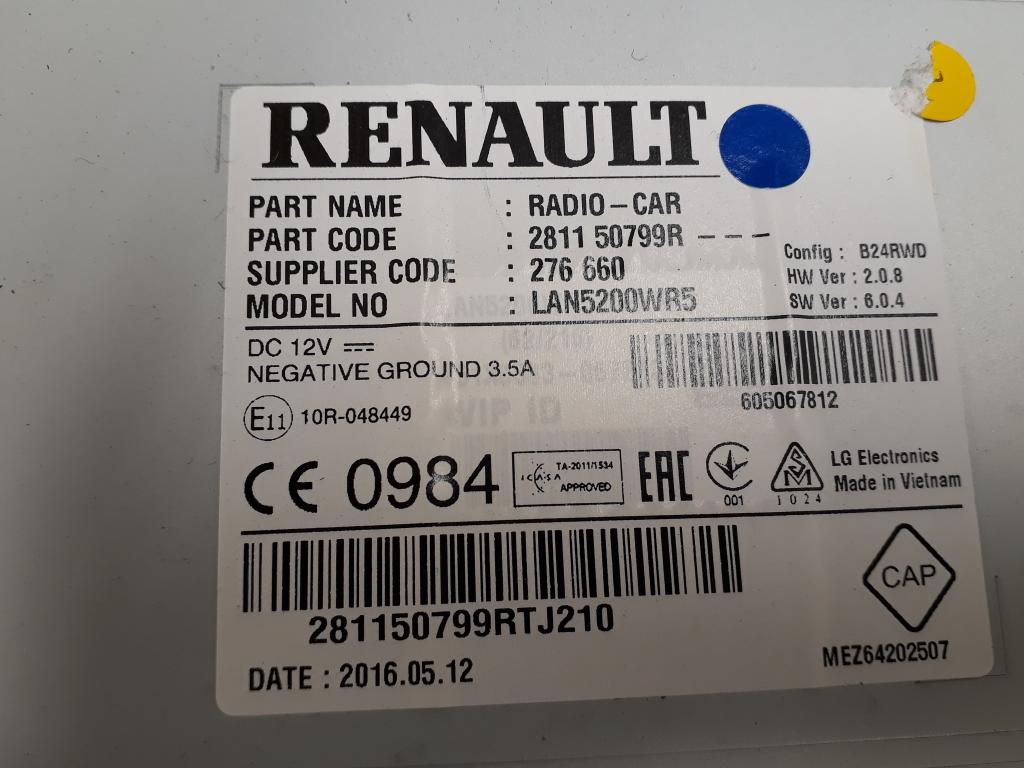 RENAULT
PART NAME : RADIO-CAR
PART CODE : 2811 50799R ---
SUPPLIER CODE : 276 660
MODEL NO : LAN5200WR5
Config : B24RWD
HW Ver : 2.0.8
SW Ver : 6.0.4
DC 12V
NEGATIVE GROUND 3.5A
605067812
E11 10R-048449
CE 0984
ICASA
TA-2011/1534
APPROVED
EAC
001
SM
1024
LG Electronics
Made in Vietnam
281150799RTJ210
CAP
DATE : 2016.05.12
MEZ64202507
VIP ID